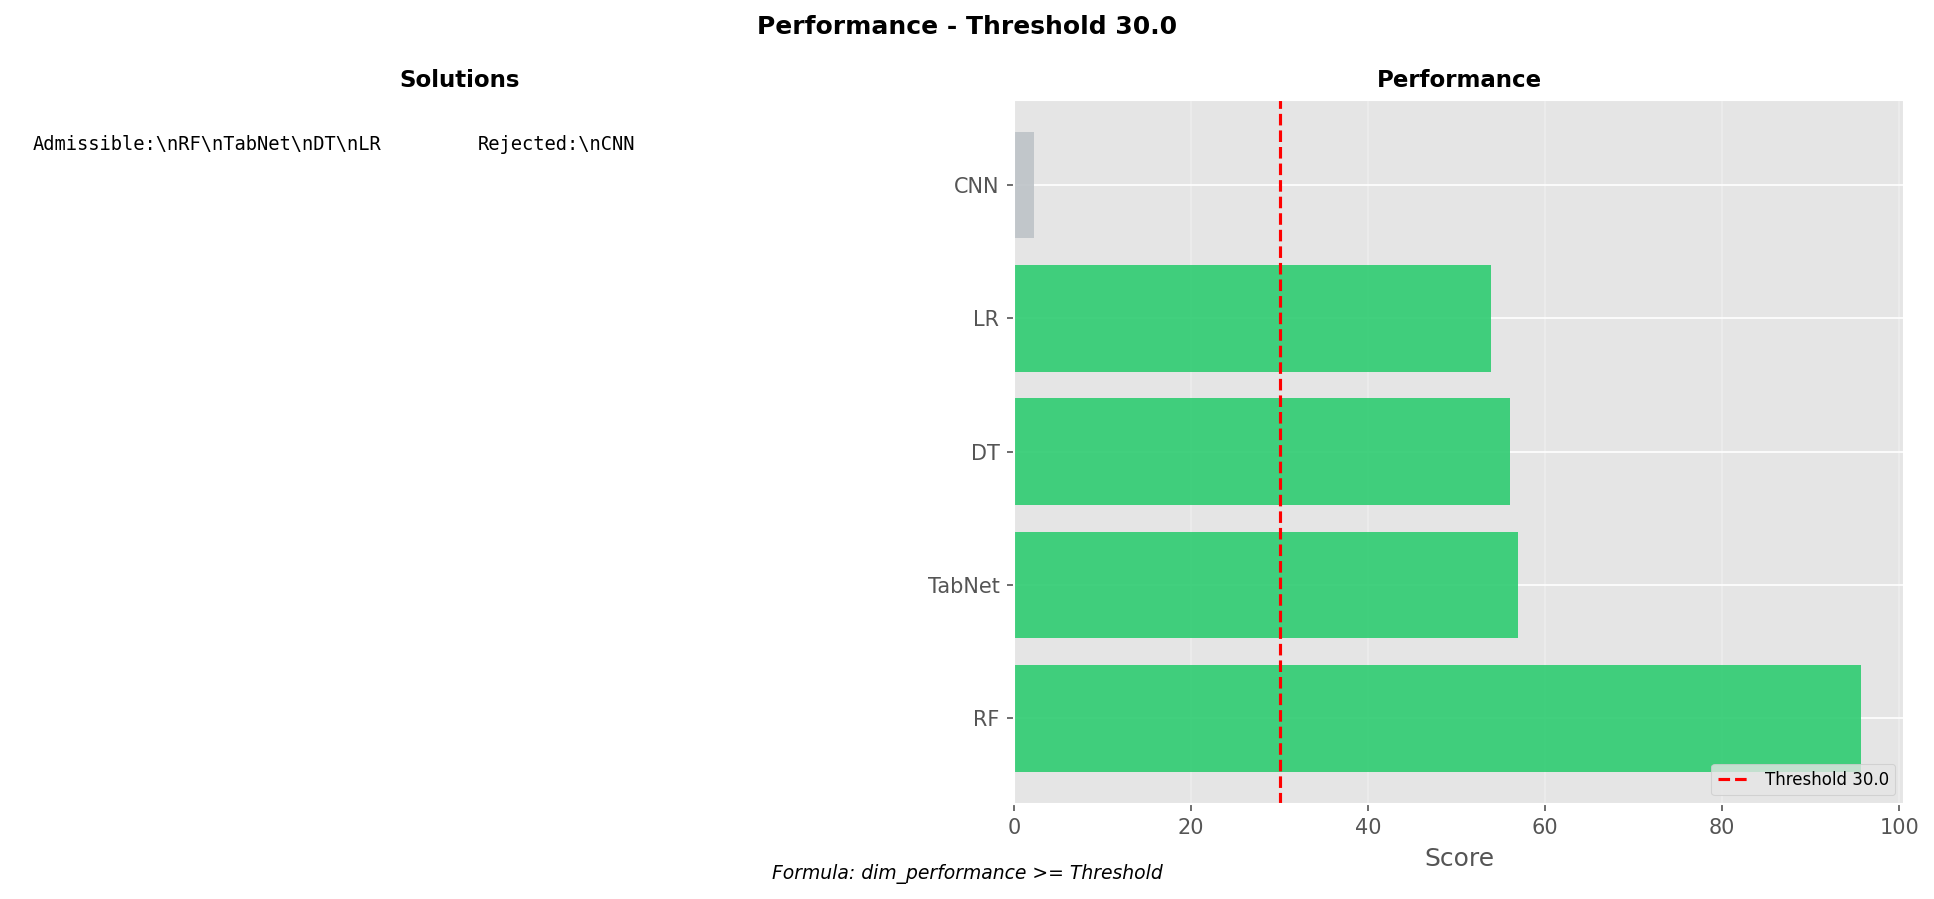 Performance - Threshold 30.0
Solutions
Admissible:\nRF\nTabNet\nDT\nLR
Rejected:\nCNN
Performance
CNN
LR
DT
TabNet
RF
Threshold 30.0
0 20 40 60 80 100
Score
Formula: dim_performance >= Threshold